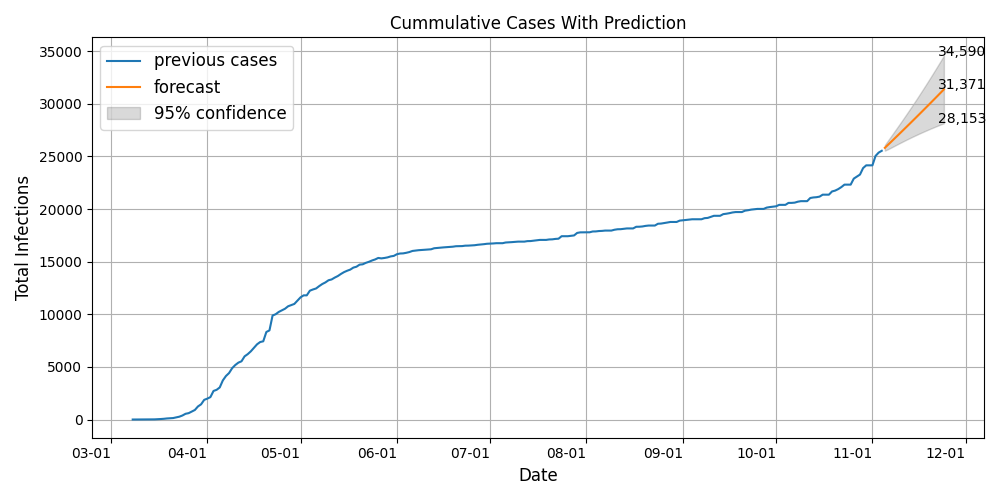 Cummulative Cases With Prediction
previous cases
forecast
95% confidence
34,590
31,371
28,153
Total Infections
35000
30000
25000
20000
15000
10000
5000
0
03-01 04-01 05-01 06-01 07-01 08-01 09-01 10-01 11-01 12-01
Date